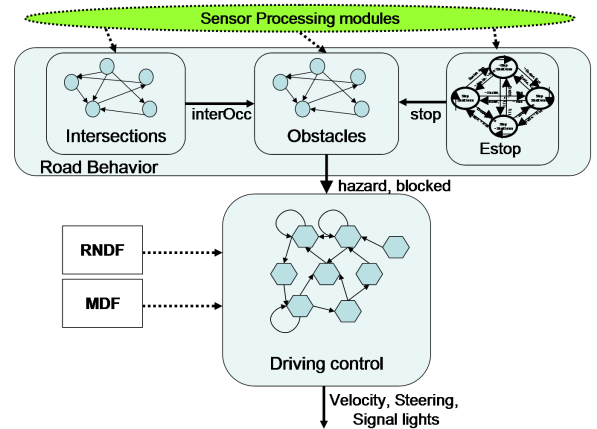 Sensor Processing modules
Intersections
interOcc
Obstacles
stop
Estop
Road Behavior
hazard, blocked
RNDF
MDF
Driving control
Velocity, Steering,
Signal lights